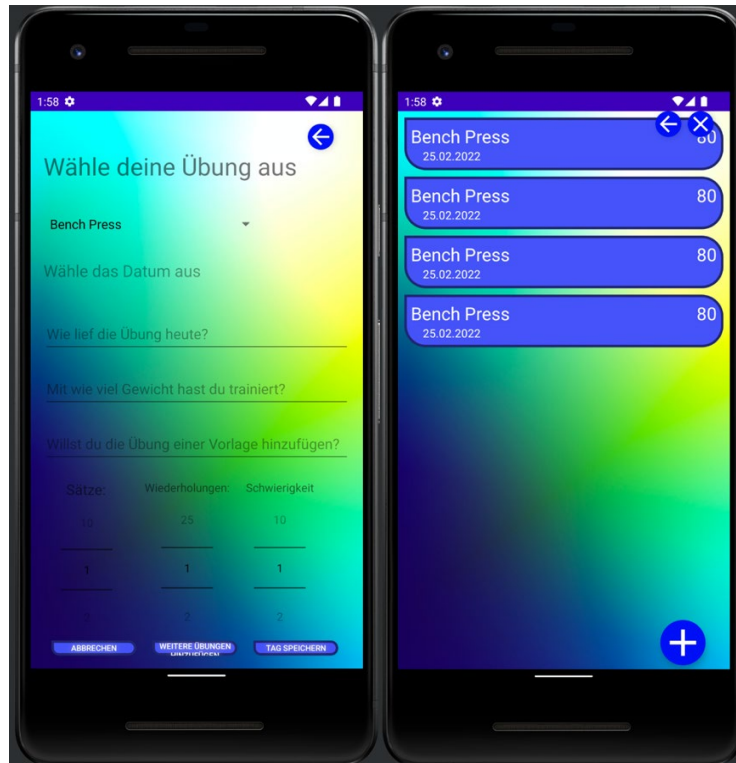 1:58
Wähle deine Übung aus
Bench Press
Wähle das Datum aus
Wie lief die Übung heute?
Mit wie viel Gewicht hast du trainiert?
Willst du die Übung einer Vorlage hinzufügen?
Sätze: Wiederholungen: Schwierigkeit
10 25 10
1 1 1
2 2 2
ABBRECHEN WEITERE ÜBUNGEN HINZUFÜGEN TAG SPEICHERN
1:58
Bench Press 80
25.02.2022
Bench Press 80
25.02.2022
Bench Press 80
25.02.2022
Bench Press 80
25.02.2022